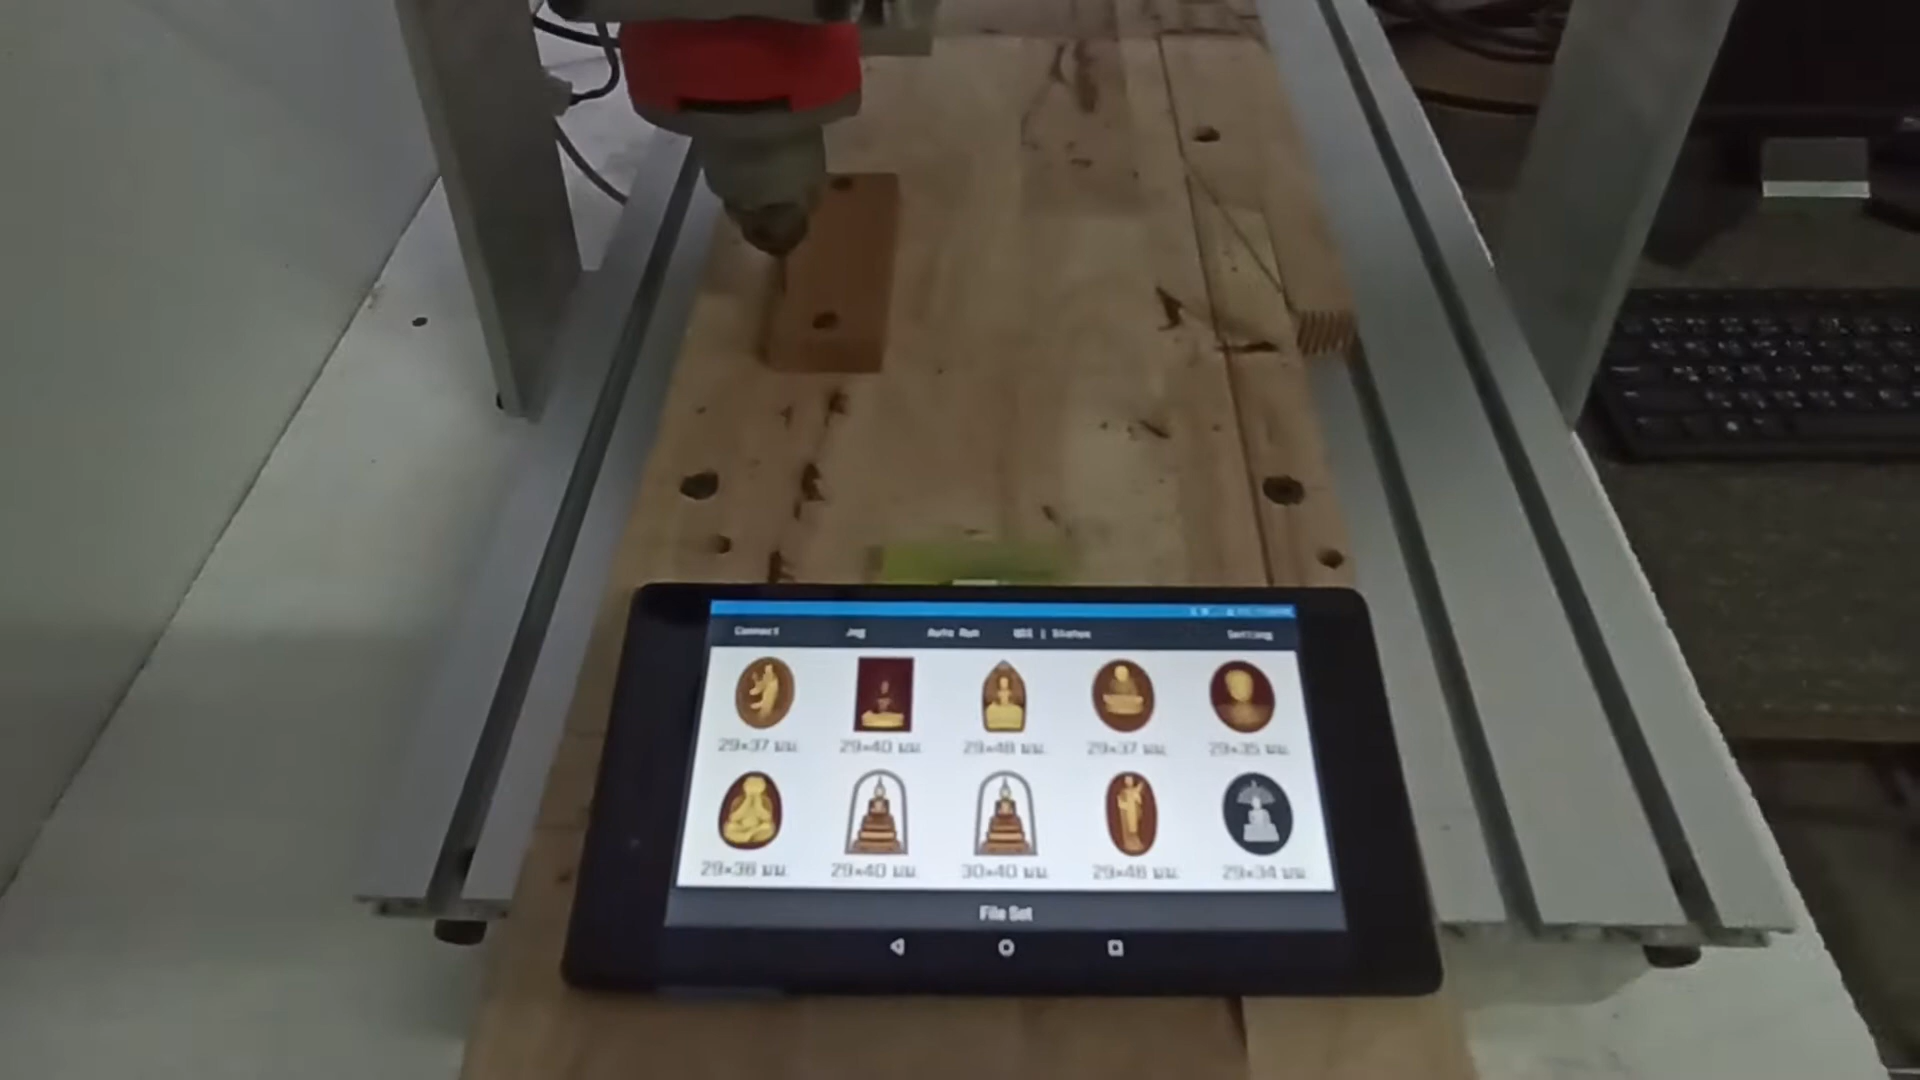 Connect Jog Auto Run MDI | Status Setting
29×37 มม. 29×40 มม. 29×48 มม. 29×37 มม. 29×35 มม.
29×38 มม. 29×40 มม. 30×40 มม. 29×48 มม. 29×34 มม.
File Set